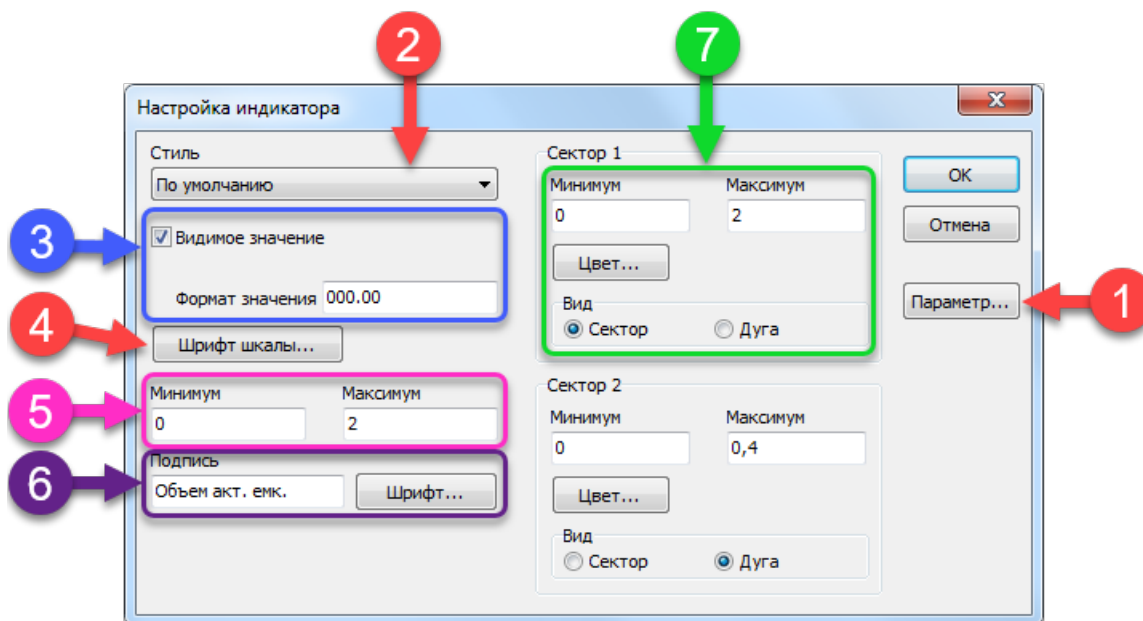 2
7
Настройка индикатора
Стиль
По умолчанию
3
Видимое значение
Формат значения 000.00
4
Шрифт шкалы...
5
Минимум Максимум
0 2
6
Подпись
Объем акт. емк. Шрифт...
Сектор 1
Минимум Максимум
0 2
Цвет...
Вид
Сектор Дуга
Сектор 2
Минимум Максимум
0 0,4
Цвет...
Вид
Сектор Дуга
OK
Отмена
Параметр... 1